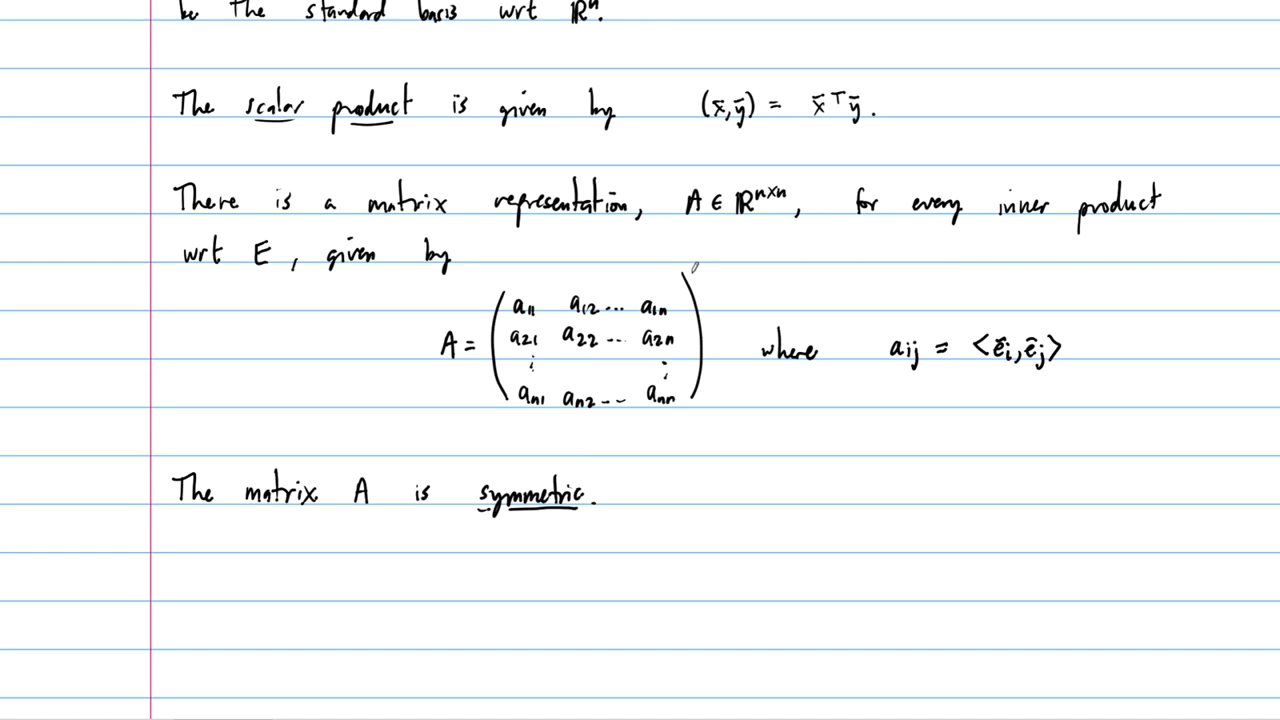 be the standard basis wrt ℝⁿ.
The scalar product is given by (x̄,ȳ) = x̄ᵀȳ.
There is a matrix representation, A ∈ ℝⁿˣⁿ, for every inner product
wrt E, given by
A = ( a₁₁ a₁₂ ... a₁ₙ
a₂₁ a₂₂ ... a₂ₙ
⋮ ⋮
aₙ₁ aₙ₂ ... aₙₙ ) where aij = <ēi, ēj>
The matrix A is symmetric.